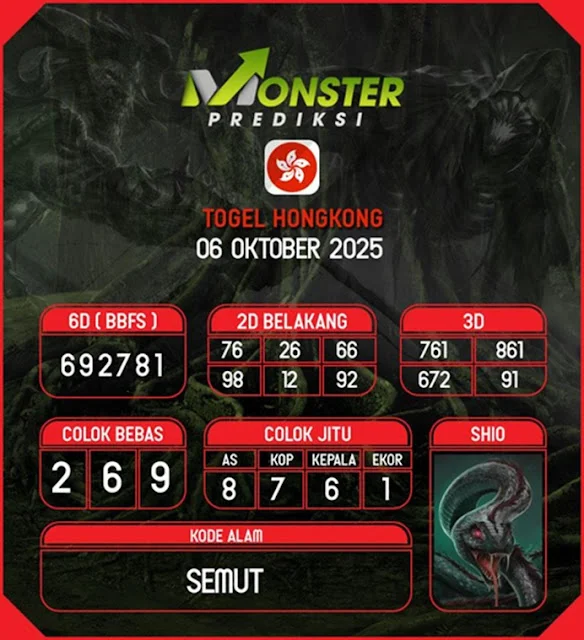 MONSTER
PREDIKSI
TOGEL HONGKONG
06 OKTOBER 2025
6D ( BBFS )
692781
2D BELAKANG
76 26 66
98 12 92
3D
761 861
672 91
COLOK BEBAS
2 6 9
COLOK JITU
AS KOP KEPALA EKOR
8 7 6 1
SHIO
KODE ALAM
SEMUT